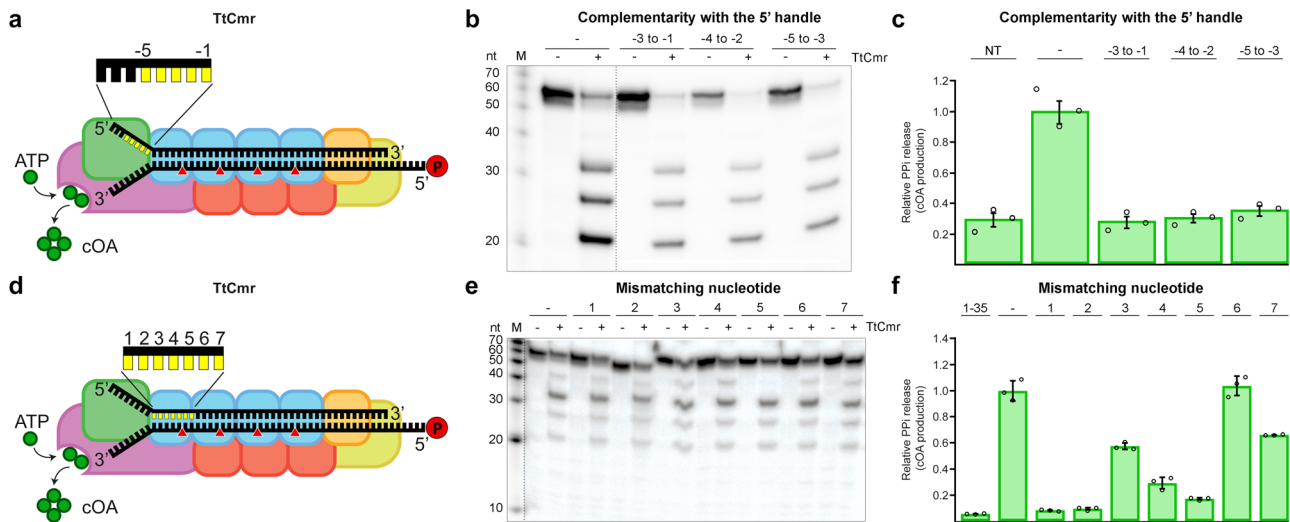 a
TtCmr
-5 -1
5'
3'
ATP
P
5'
3'
cOA
b
Complementarity with the 5' handle
- -3 to -1 -4 to -2 -5 to -3
nt M - + - + - + - + TtCmr
70
60
50
40
30
20
c
Complementarity with the 5' handle
NT - -3 to -1 -4 to -2 -5 to -3
Relative PPi release
(cOA production)
1.2
1.0
0.8
0.6
0.4
0.2
d
TtCmr
1 2 3 4 5 6 7
5'
3'
ATP
P
5'
3'
cOA
e
Mismatching nucleotide
- 1 2 3 4 5 6 7
nt M - + - + - + - + - + - + - + - + TtCmr
70
60
50
40
30
20
10
f
Mismatching nucleotide
1-35 - 1 2 3 4 5 6 7
Relative PPi release
(cOA production)
1.4
1.2
1.0
0.8
0.6
0.4
0.2